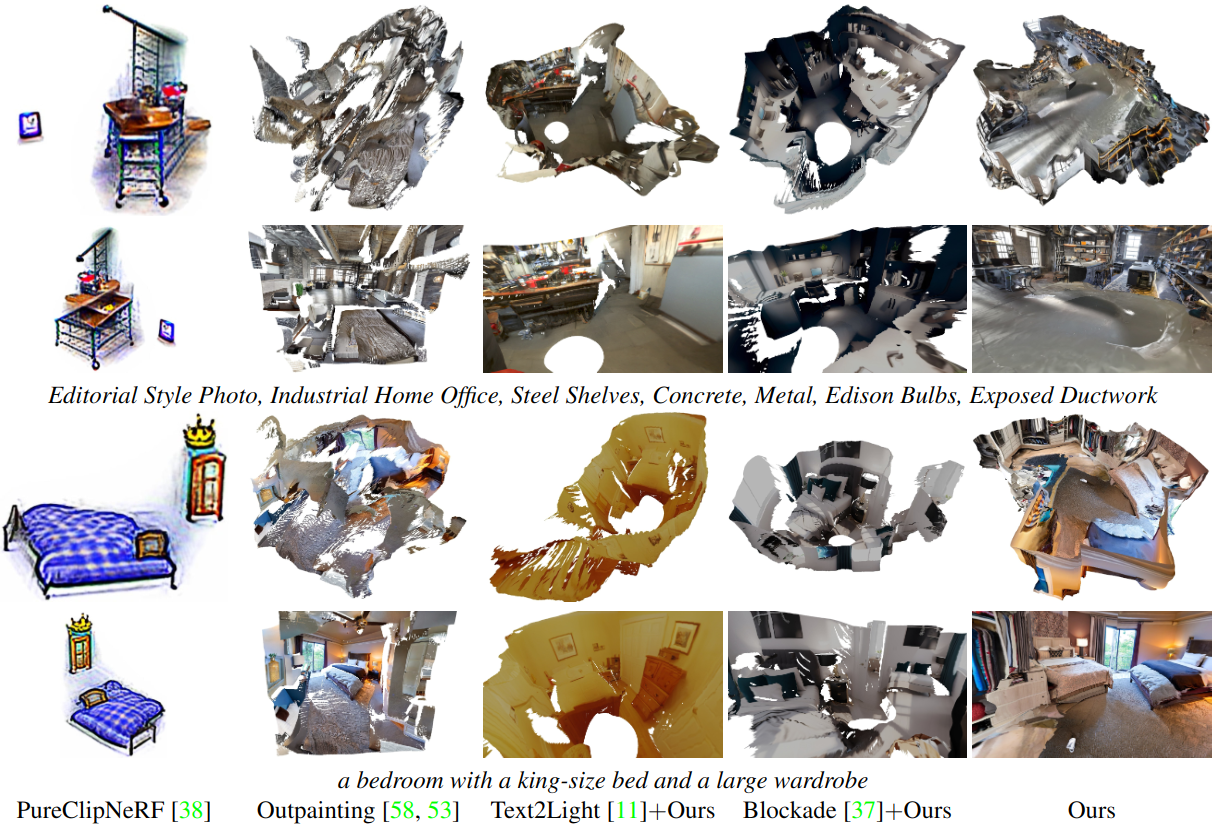 Editorial Style Photo, Industrial Home Office, Steel Shelves, Concrete, Metal, Edison Bulbs, Exposed Ductwork
a bedroom with a king-size bed and a large wardrobe
PureClipNeRF [38] Outpainting [58, 53] Text2Light [11]+Ours Blockade [37]+Ours Ours